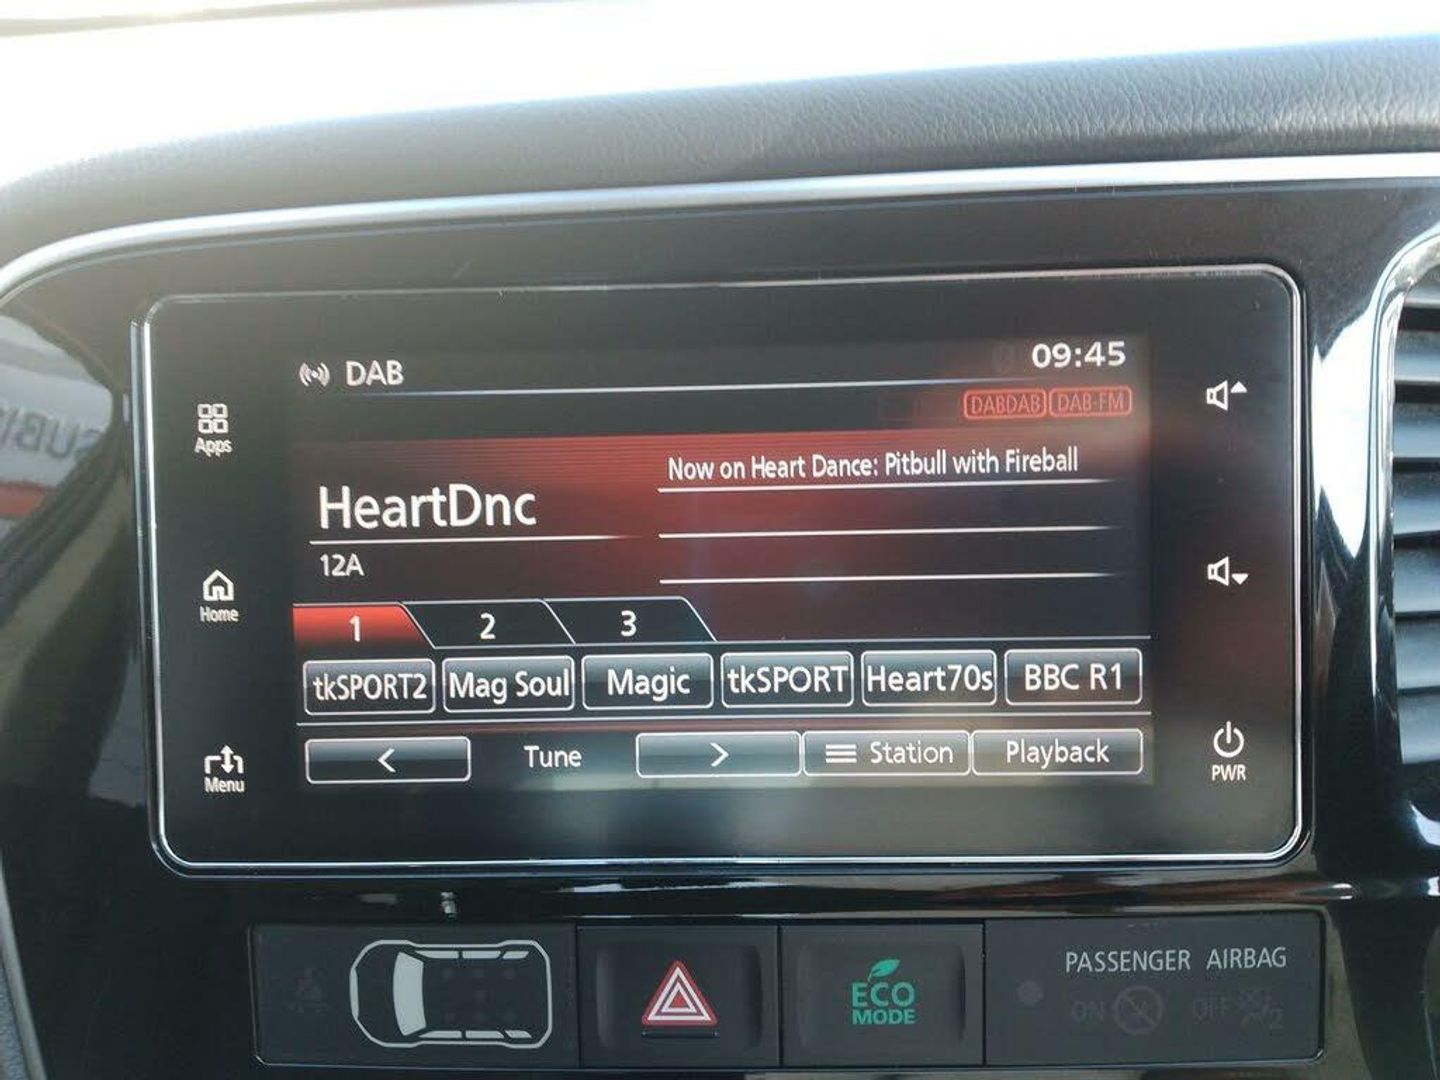 DAB
09:45
DABDAB DAB-FM
Apps
Now on Heart Dance: Pitbull with Fireball
HeartDnc
12A
Home
1 2 3
tkSPORT2 Mag Soul Magic tkSPORT Heart70s BBC R1
< Tune > Station Playback
Menu
PWR
ECO
MODE
PASSENGER AIRBAG
ON OFF